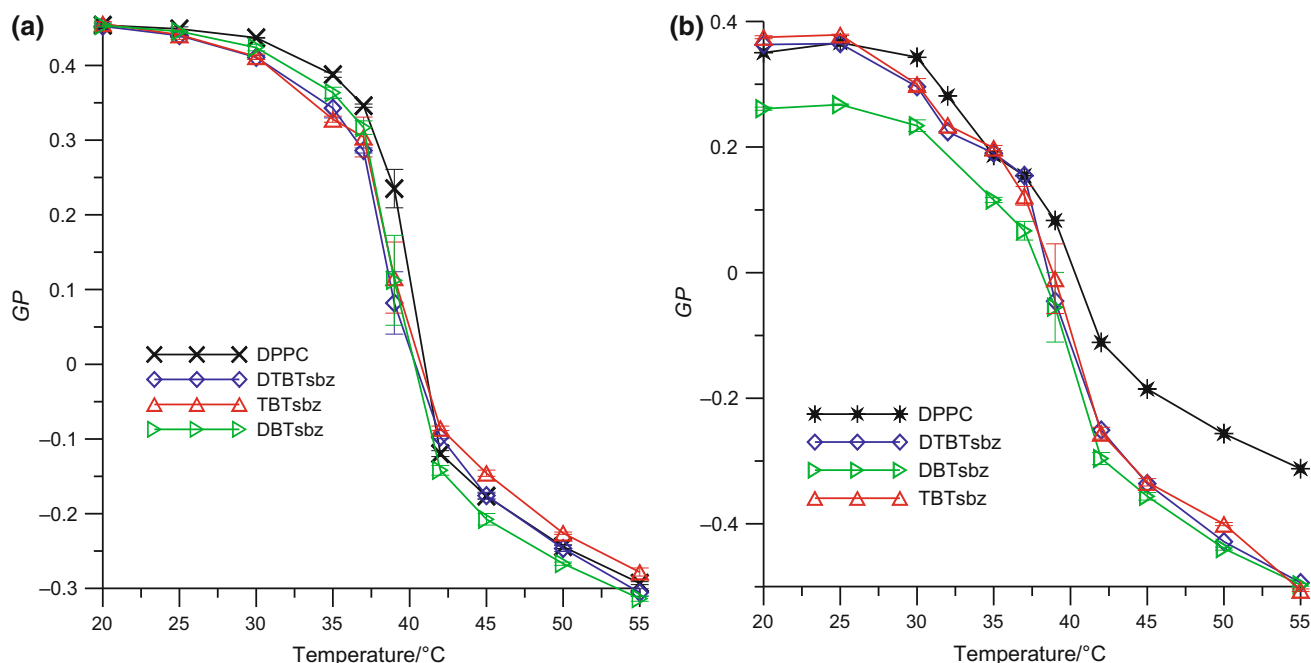 (a)
GP
0.4
0.3
0.2
0.1
0
–0.1
–0.2
–0.3
DPPC
DTBTsbz
TBTsbz
DBTsbz
20 25 30 35 40 45 50 55
Temperature/°C
(b)
GP
0.4
0.2
0
–0.2
–0.4
DPPC
DTBTsbz
DBTsbz
TBTsbz
20 25 30 35 40 45 50 55
Temperature/°C